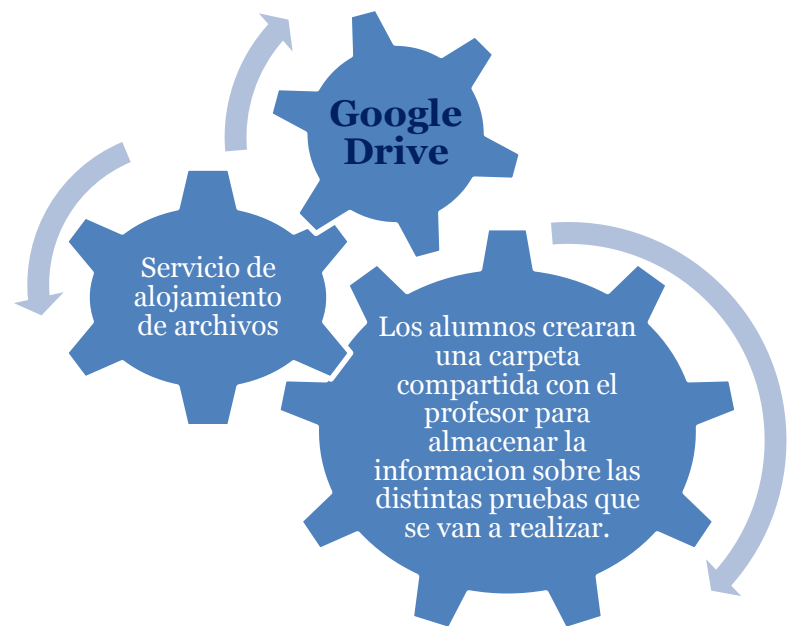 Google
Drive
Servicio de
alojamiento
de archivos
Los alumnos crearan
una carpeta
compartida con el
profesor para
almacenar la
informacion sobre las
distintas pruebas que
se van a realizar.